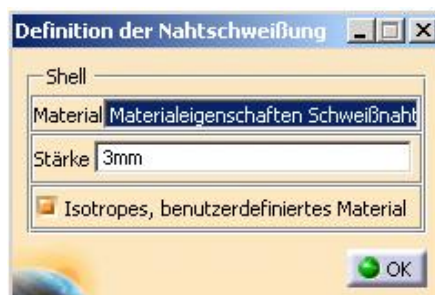 Definition der Nahtschweißung
Shell
Material Materialeigenschaften Schweißnaht
Stärke 3mm
Isotropes, benutzerdefiniertes Material
OK